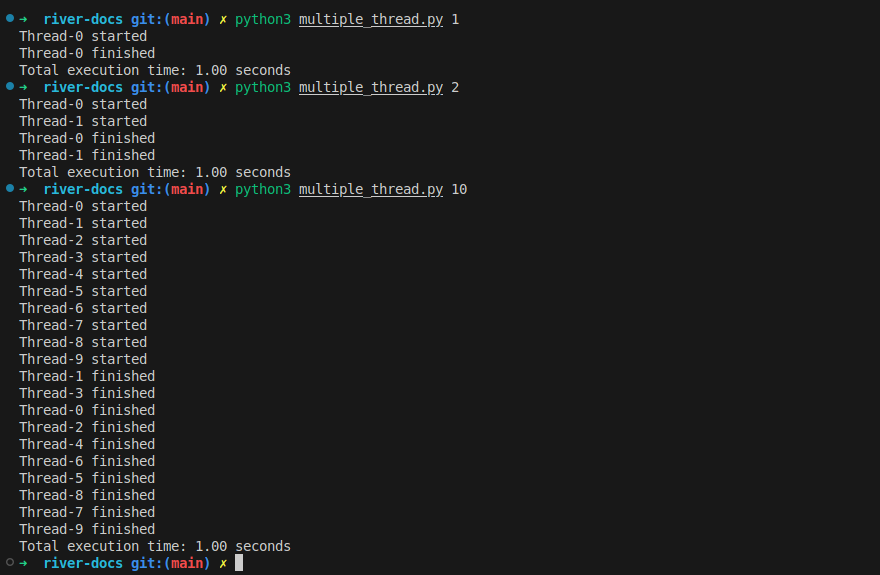 ➜  river-docs git:(main) ✗ python3 multiple_thread.py 1
Thread-0 started
Thread-0 finished
Total execution time: 1.00 seconds
➜  river-docs git:(main) ✗ python3 multiple_thread.py 2
Thread-0 started
Thread-1 started
Thread-0 finished
Thread-1 finished
Total execution time: 1.00 seconds
➜  river-docs git:(main) ✗ python3 multiple_thread.py 10
Thread-0 started
Thread-1 started
Thread-2 started
Thread-3 started
Thread-4 started
Thread-5 started
Thread-6 started
Thread-7 started
Thread-8 started
Thread-9 started
Thread-1 finished
Thread-3 finished
Thread-0 finished
Thread-2 finished
Thread-4 finished
Thread-6 finished
Thread-5 finished
Thread-8 finished
Thread-7 finished
Thread-9 finished
Total execution time: 1.00 seconds
➜  river-docs git:(main) ✗